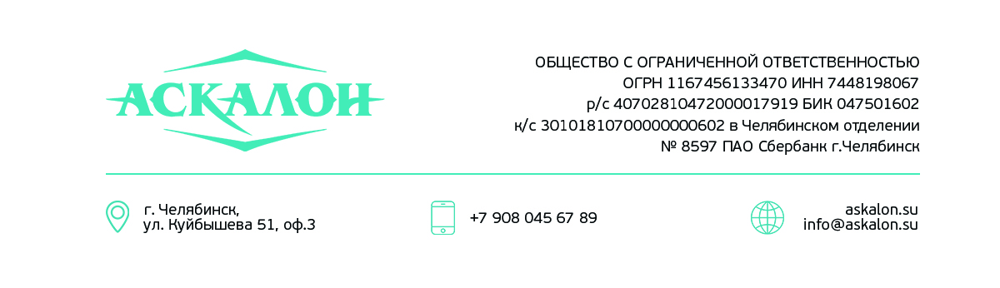 АСКАЛОН
ОБЩЕСТВО С ОГРАНИЧЕННОЙ ОТВЕТСТВЕННОСТЬЮ
ОГРН 1167456133470 ИНН 7448198067
р/с 40702810472000017919 БИК 047501602
к/с 30101810700000000602 в Челябинском отделении
№ 8597 ПАО Сбербанк г.Челябинск
г. Челябинск,
ул. Куйбышева 51, оф.3
+7 908 045 67 89
askalon.su
info@askalon.su